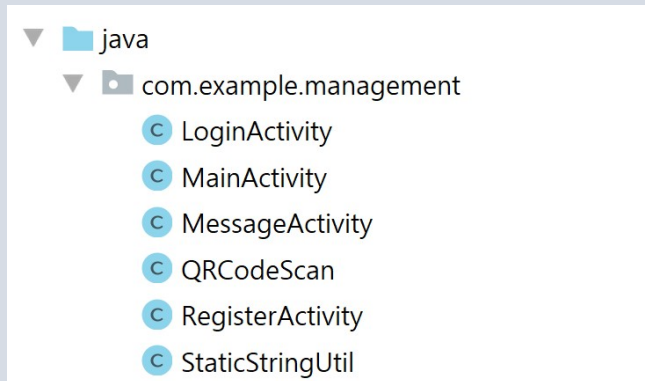 java
com.example.management
C LoginActivity
C MainActivity
C MessageActivity
C QRCodeScan
C RegisterActivity
C StaticStringUtil